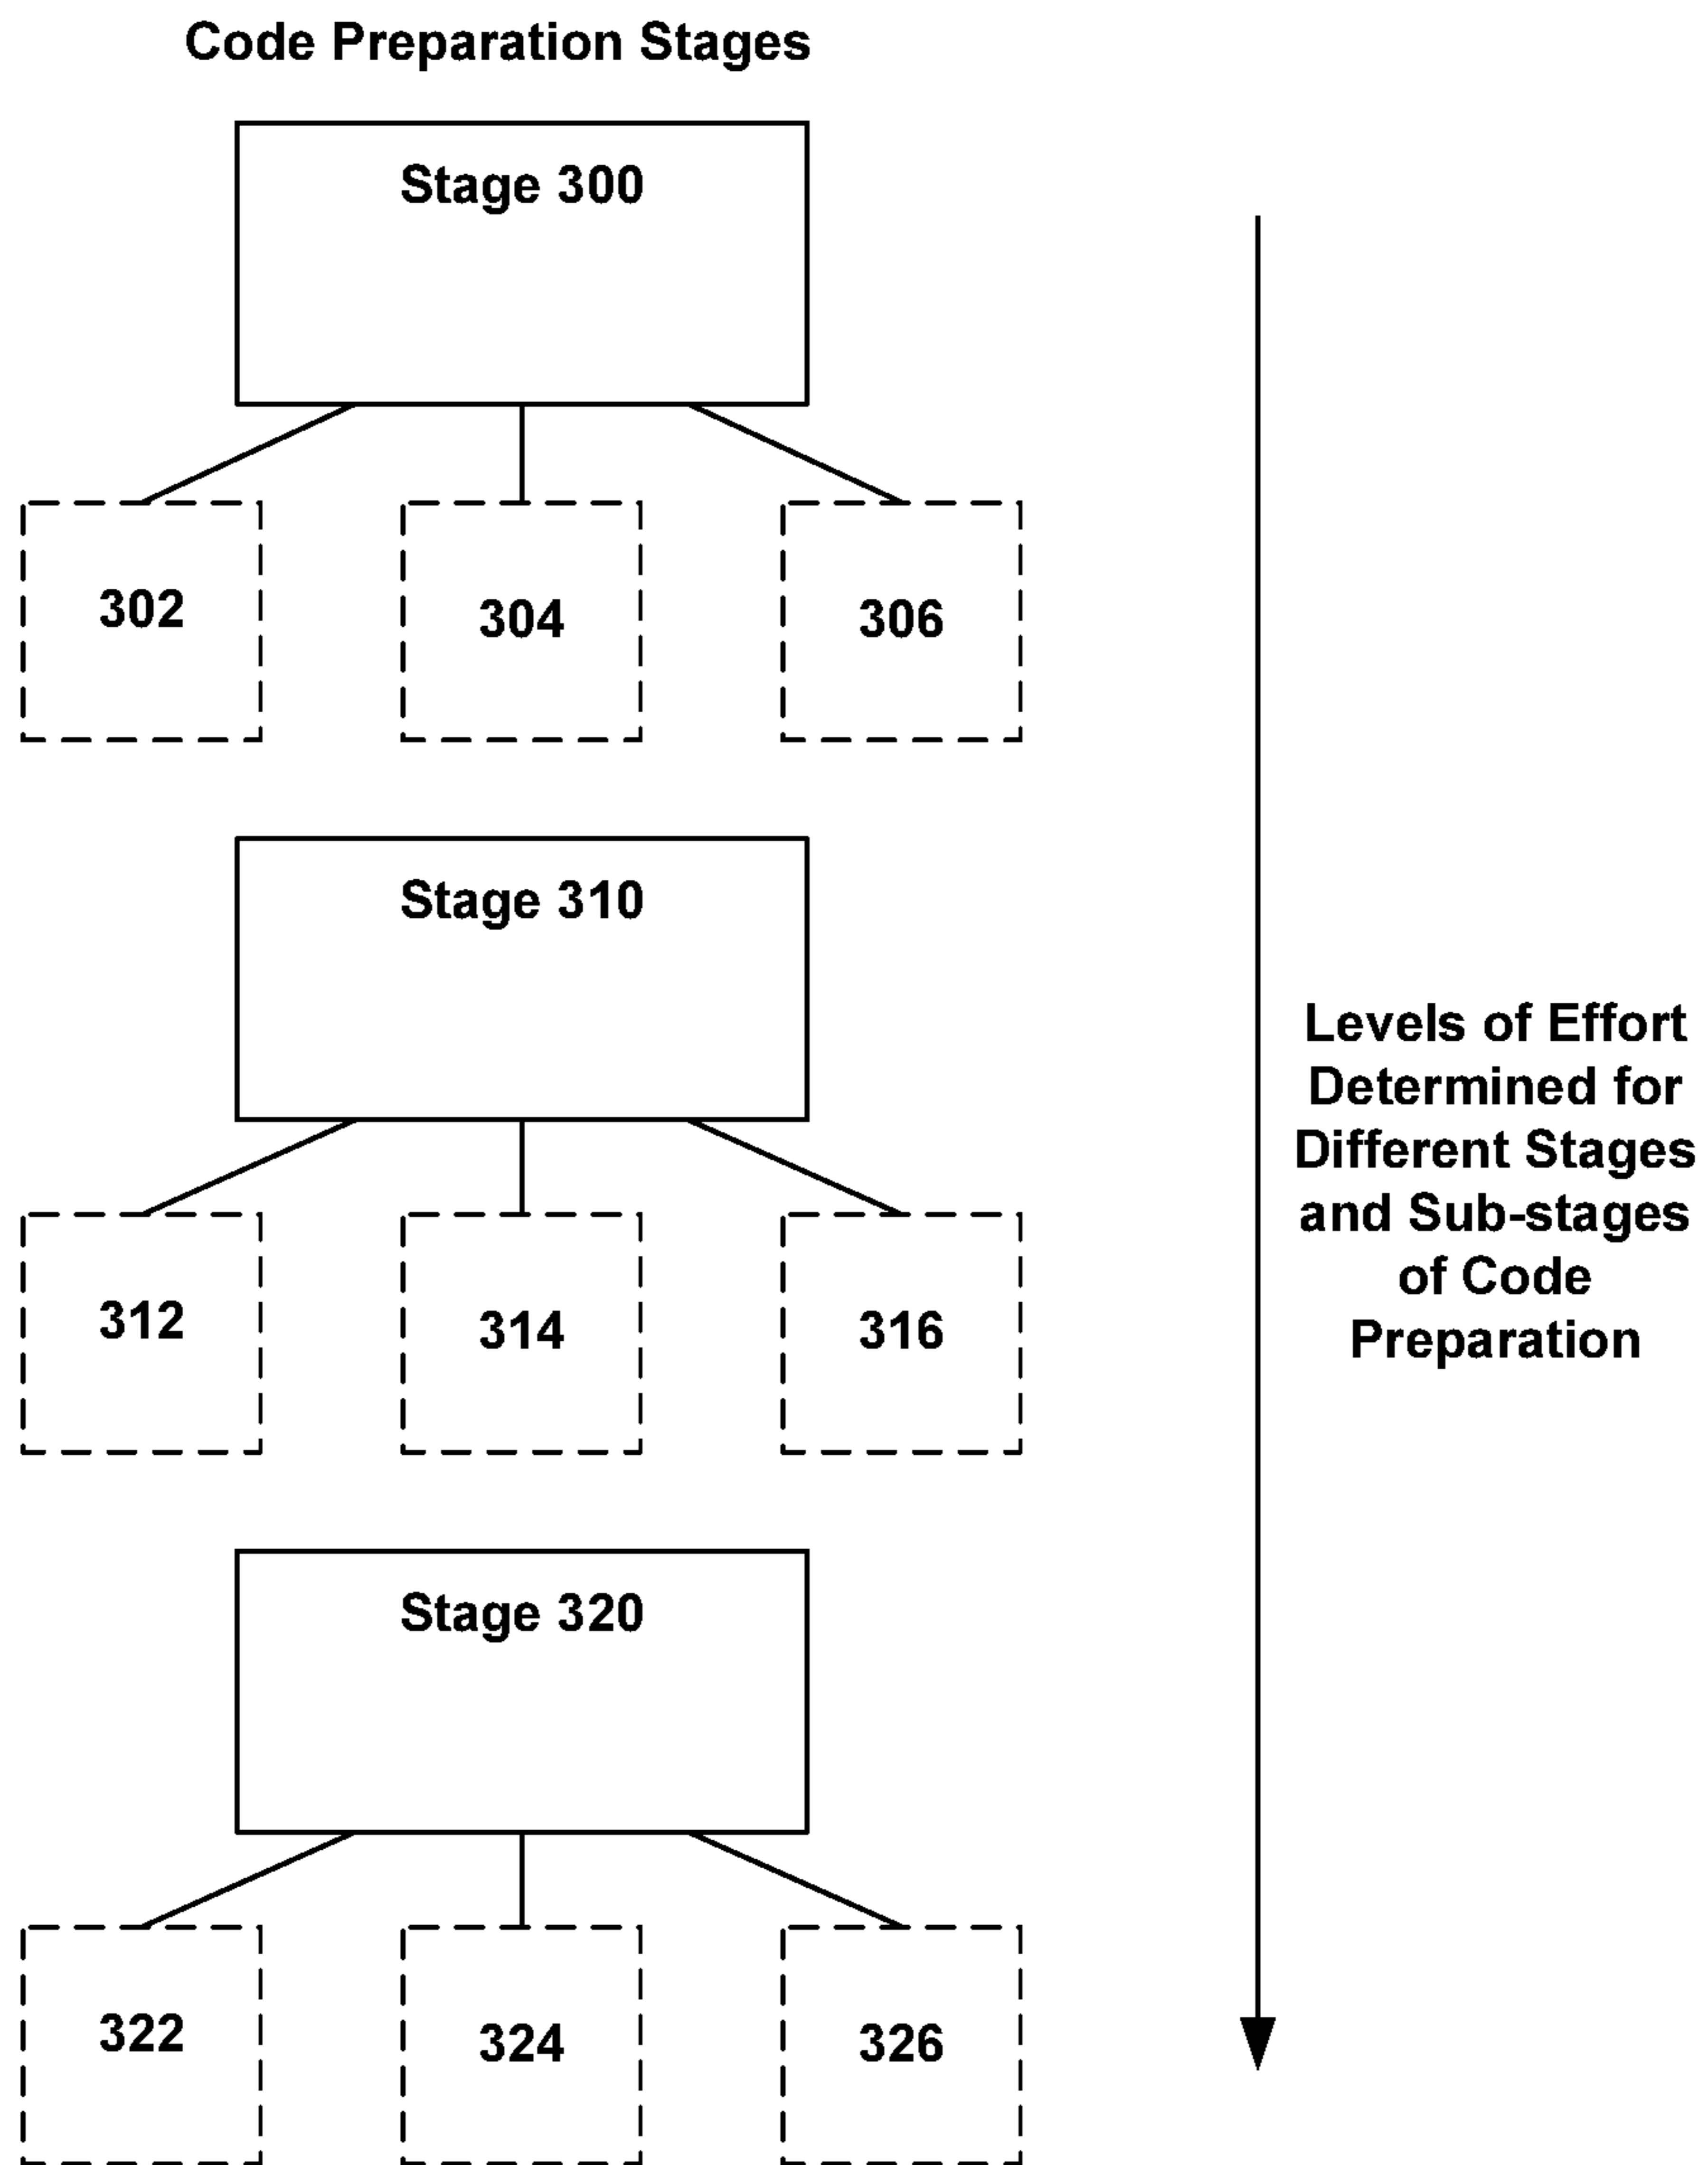 Code Preparation Stages
Stage 300
302
304
306
Stage 310
312
314
316
Stage 320
322
324
326
Levels of Effort
Determined for
Different Stages
and Sub-stages
of Code
Preparation